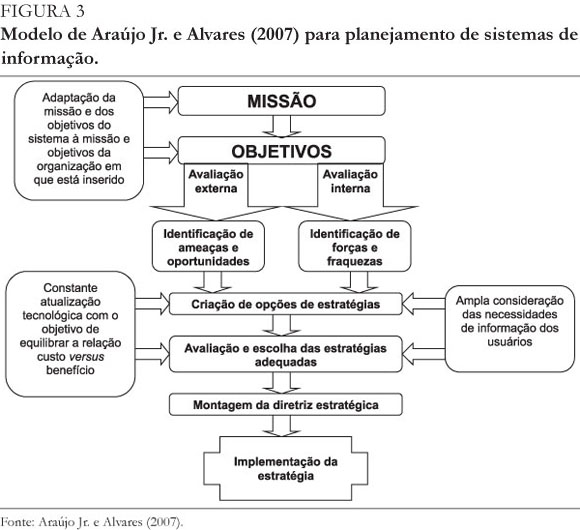 FIGURA 3
Modelo de Araújo Jr. e Alvares (2007) para planejamento de sistemas de
informação.
Adaptação da
missão e dos
objetivos do
sistema à missão e
objetivos da
organização em
que está inserido
MISSÃO
OBJETIVOS
Avaliação
externa
Avaliação
interna
Identificação de
ameaças e
oportunidades
Identificação de
forças e
fraquezas
Constante
atualização
tecnológica com o
objetivo de
equilibrar a relação
custo versus
benefício
Criação de opções de estratégias
Ampla consideração
das necessidades
de informação dos
usuários
Avaliação e escolha das estratégias
adequadas
Montagem da diretriz estratégica
Implementação da
estratégia
Fonte: Araújo Jr. e Alvares (2007).